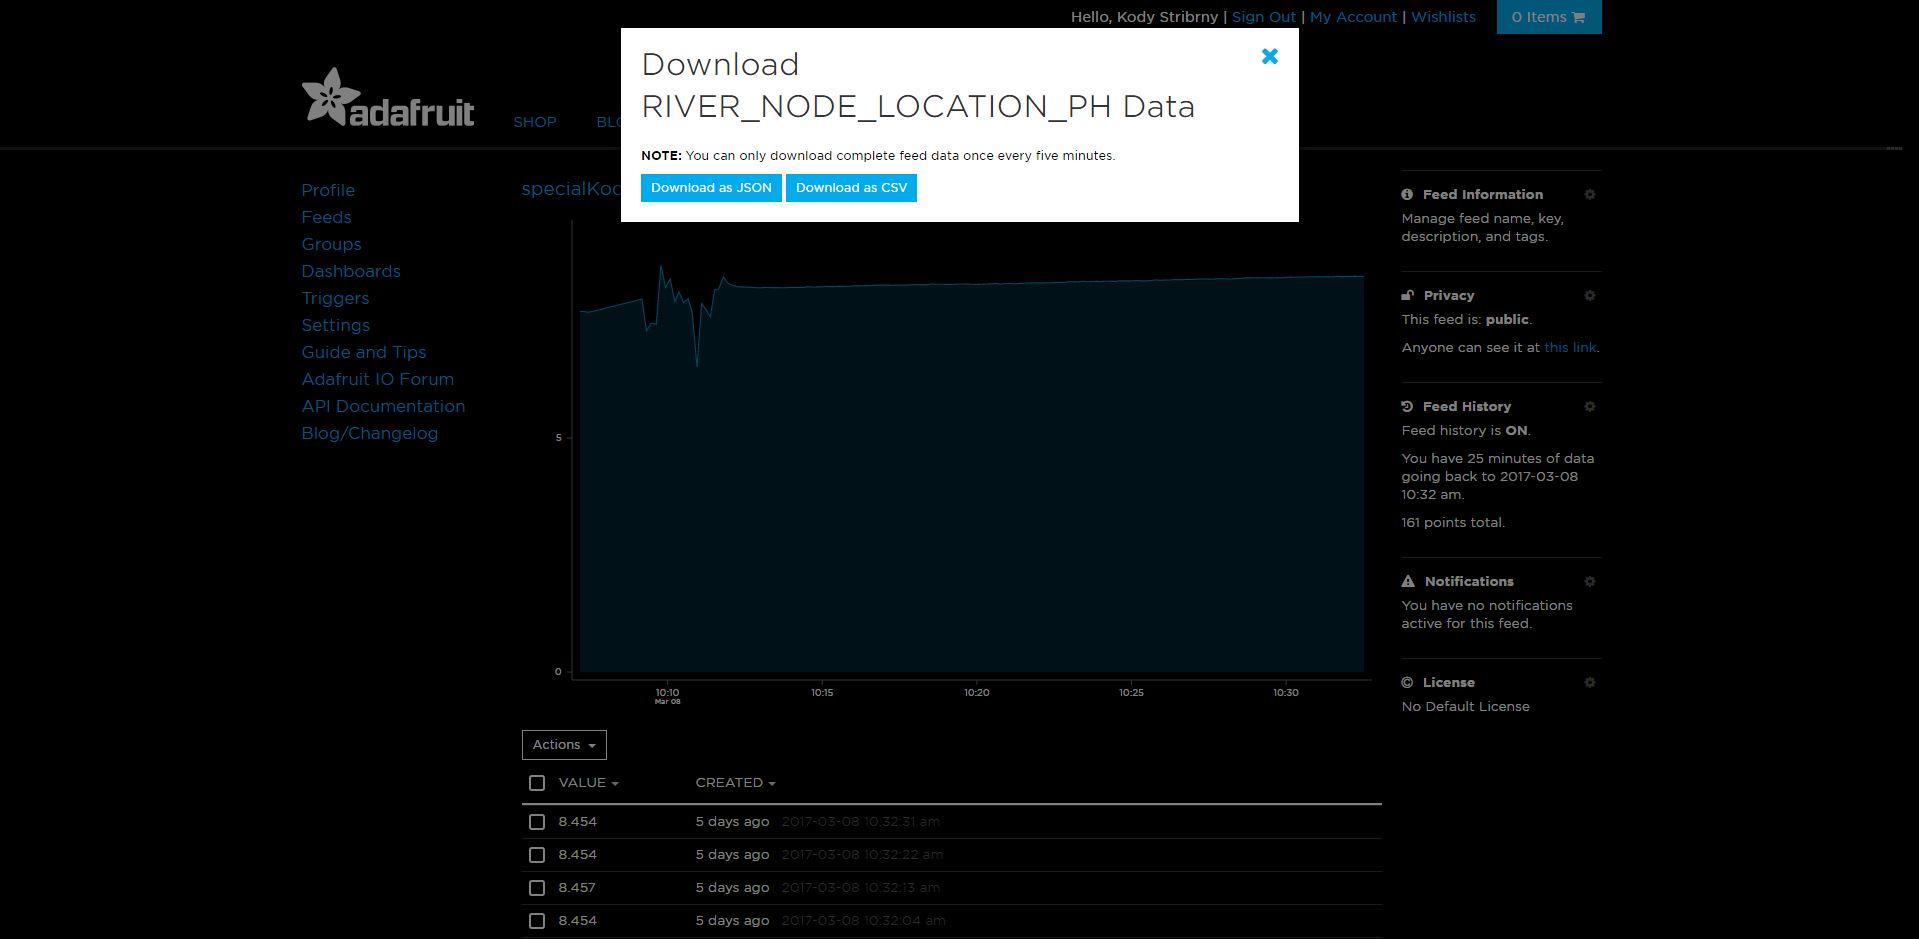 Hello, Kody Stribrny | Sign Out | My Account | Wishlists
0 Items
Download
RIVER_NODE_LOCATION_PH Data
NOTE: You can only download complete feed data once every five minutes.
Download as JSON
Download as CSV
adafruit
SHOP
Profile
Feeds
Groups
Dashboards
Triggers
Settings
Guide and Tips
Adafruit IO Forum
API Documentation
Blog/Changelog
5
0
10:10
Mar 08
10:15
10:20
10:25
10:30
Actions
VALUE
CREATED
8.454 5 days ago 2017-03-08 10:32:31 am
8.454 5 days ago 2017-03-08 10:32:22 am
8.457 5 days ago 2017-03-08 10:32:13 am
8.454 5 days ago 2017-03-08 10:32:04 am
Feed Information
Manage feed name, key,
description, and tags.
Privacy
This feed is: public.
Anyone can see it at this link.
Feed History
Feed history is ON.
You have 25 minutes of data
going back to 2017-03-08
10:32 am.
161 points total.
Notifications
You have no notifications
active for this feed.
License
No Default License